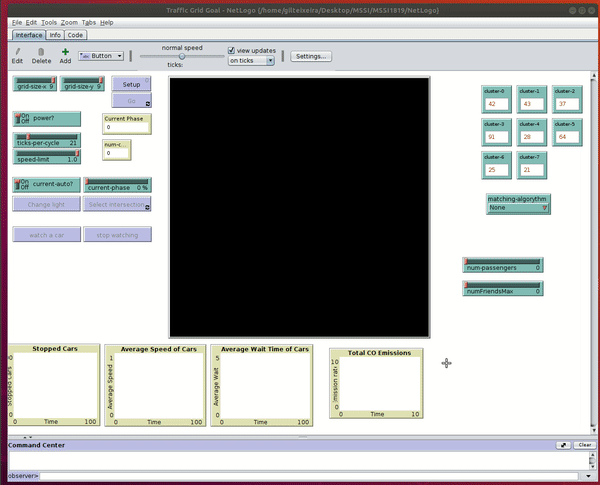 Traffic Grid Goal - NetLogo {/home/gliteixeira/Desktop/MSSI/MSSI1819/NetLogo}
File Edit Tools Zoom Tabs Help
Interface Info Code
Edit Delete Add
Button
normal speed
ticks:
view updates
on ticks
Settings...
grid-size-x 9
grid-size-y 9
Setup
Go
On
Off
power?
Current Phase
0
ticks-per-cycle 21
speed-limit 1.0
num-c...
0
On
Off
current-auto?
current-phase 0 %
Change light
Select intersection
watch a car
stop watching
cluster-0
42
cluster-1
43
cluster-2
37
cluster-3
91
cluster-4
28
cluster-5
64
cluster-6
25
cluster-7
21
matching-algorythm
None
num-passengers 0
numFriendsMax 0
Stopped Cars
Stopped Cars
0
0
Time
100
Average Speed of Cars
Average Speed
1
0
0
Time
100
Average Wait Time of Cars
Average Wait
5
0
0
Time
100
Total CO Emissions
mission rate
10
0
0
Time
10
Command Center
Clear
observer>